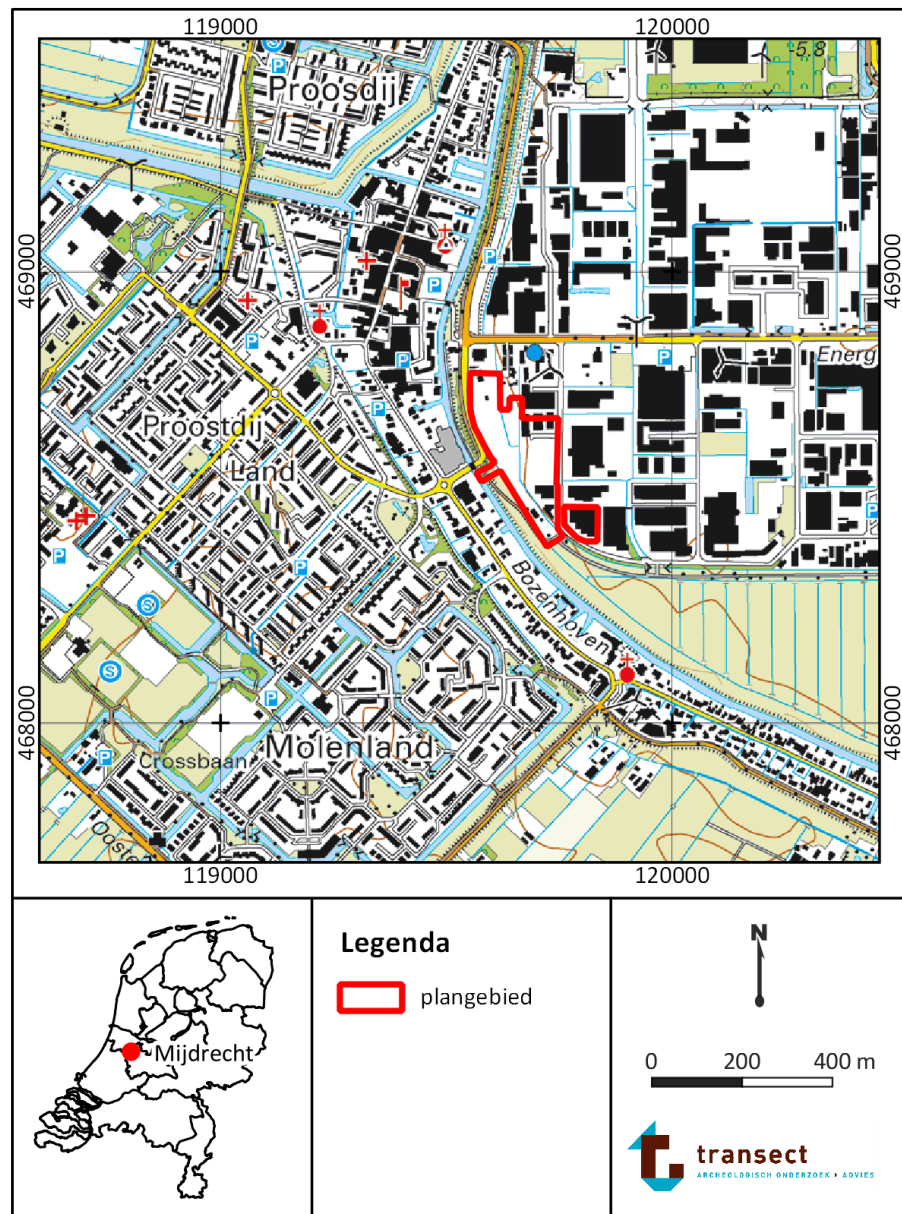 119000
120000
S
-5.8
P
Proosdij
469000
469000
P
P
P
P
P
Energ
P
Proostdij
Land
P
P
P
Bozenhoven
S
S
P
468000
468000
Molenland
P
Crossbaan
Ooste
119000
120000
Mijdrecht
Legenda
plangebied
N
0 200 400 m
transect
ARCHEOLOGISCH ONDERZOEK • ADVIES